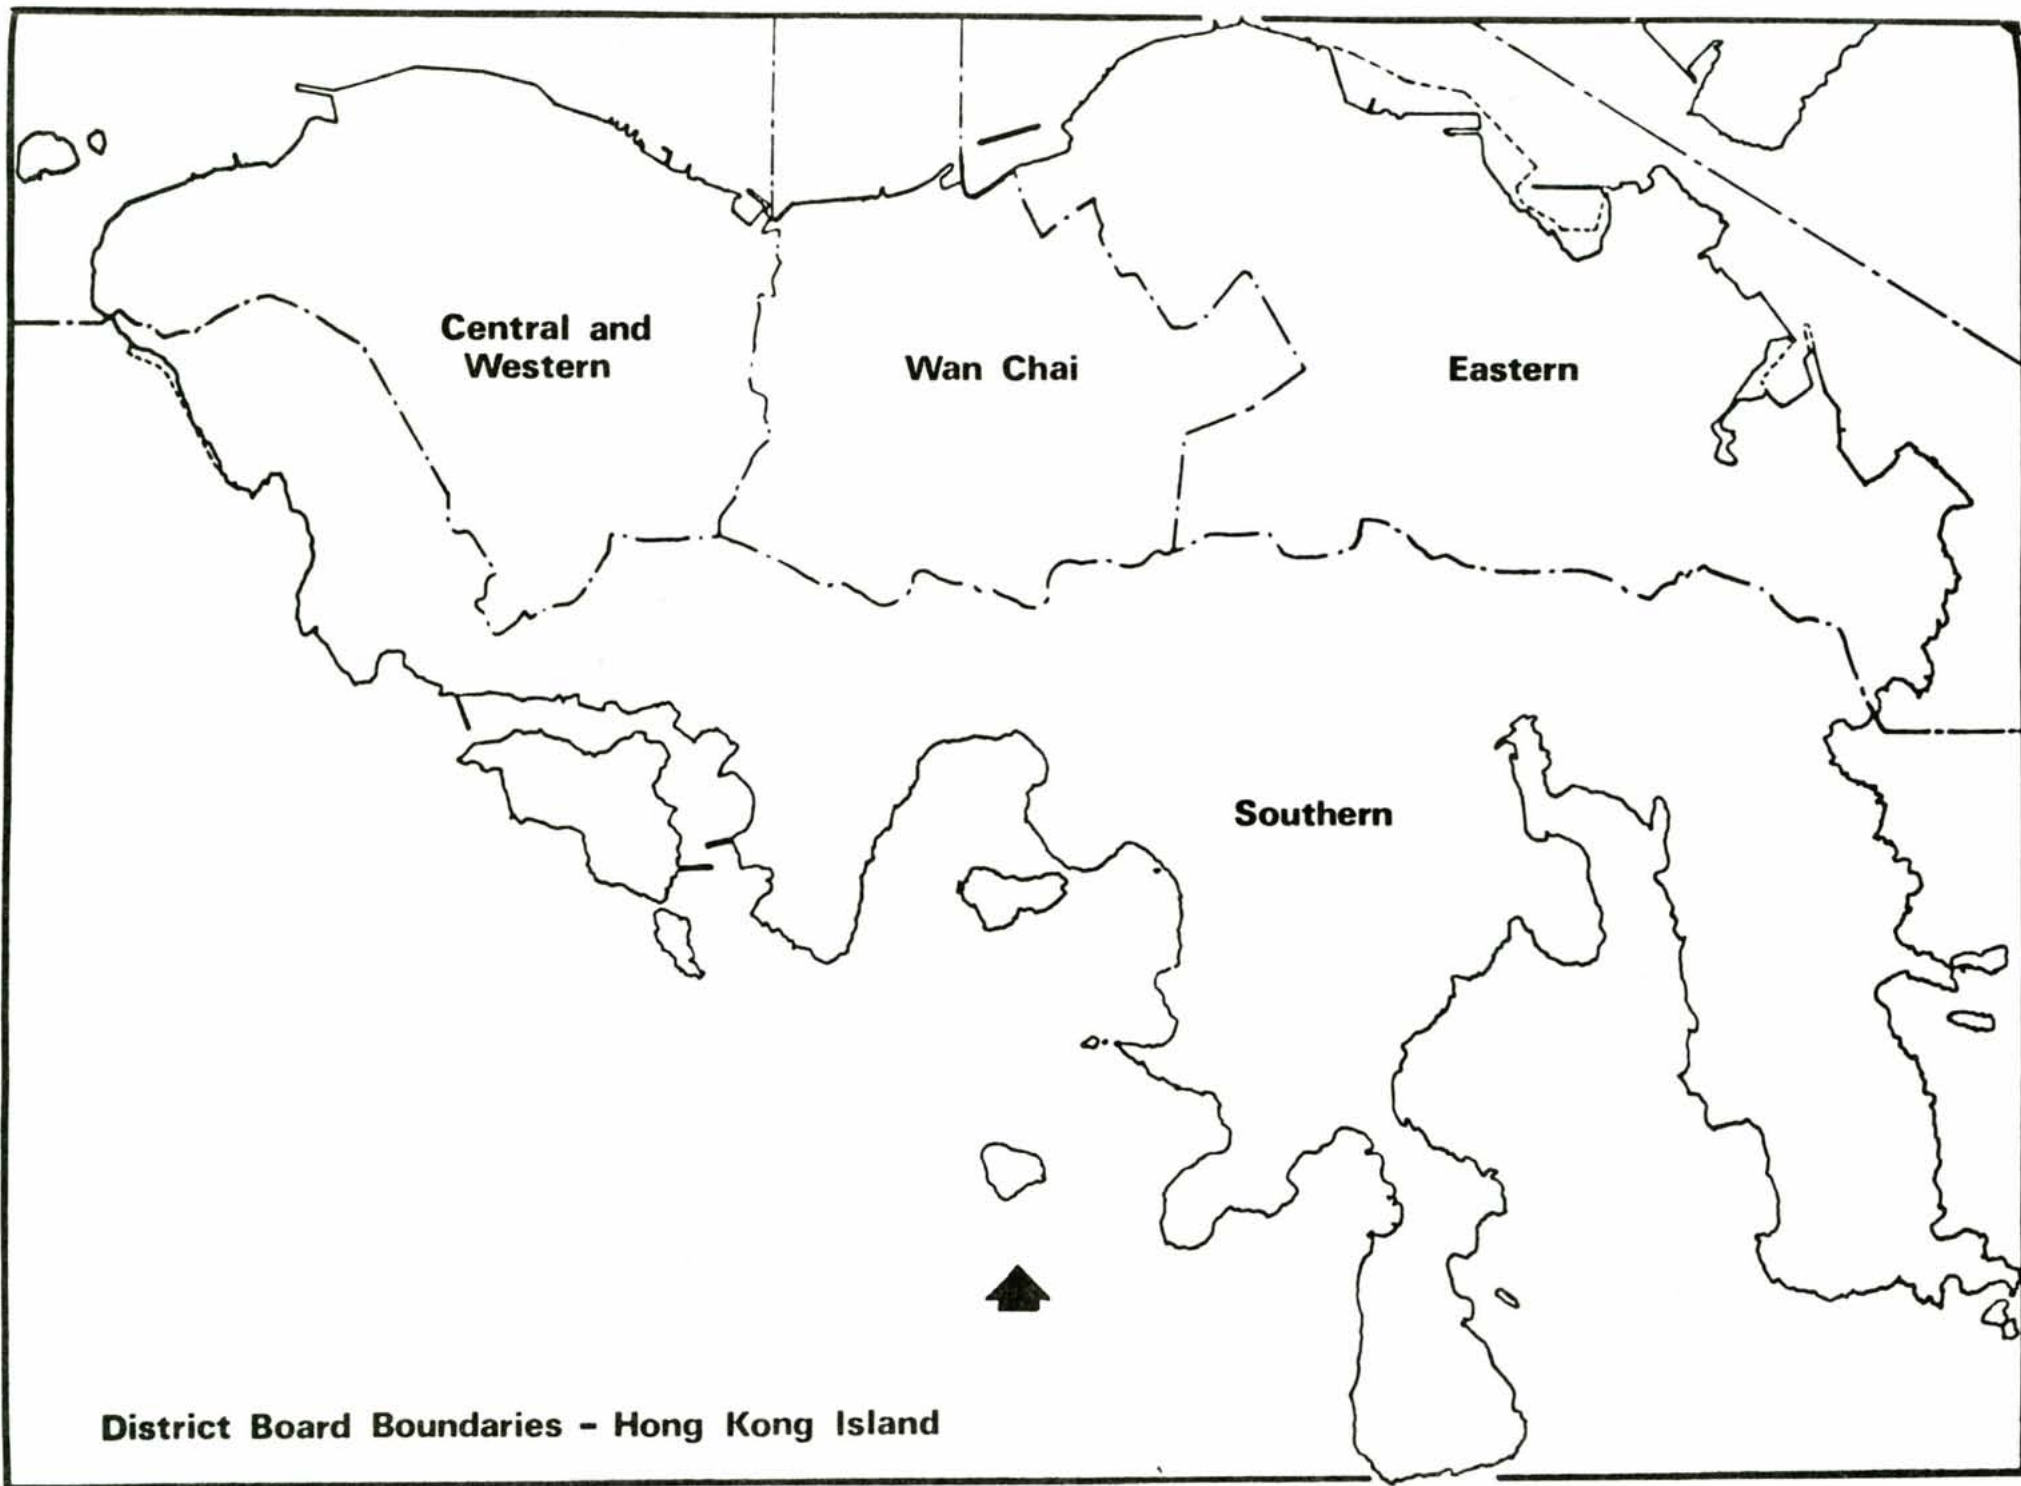 Central and
Western
Wan Chai
Eastern
Southern
District Board Boundaries - Hong Kong Island